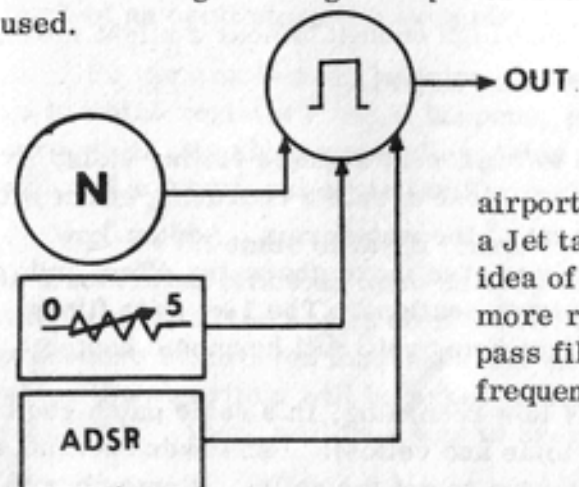 used.
OUT
N
airport
a Jet ta
idea of
0 5
more r
pass fil
frequen
ADSR